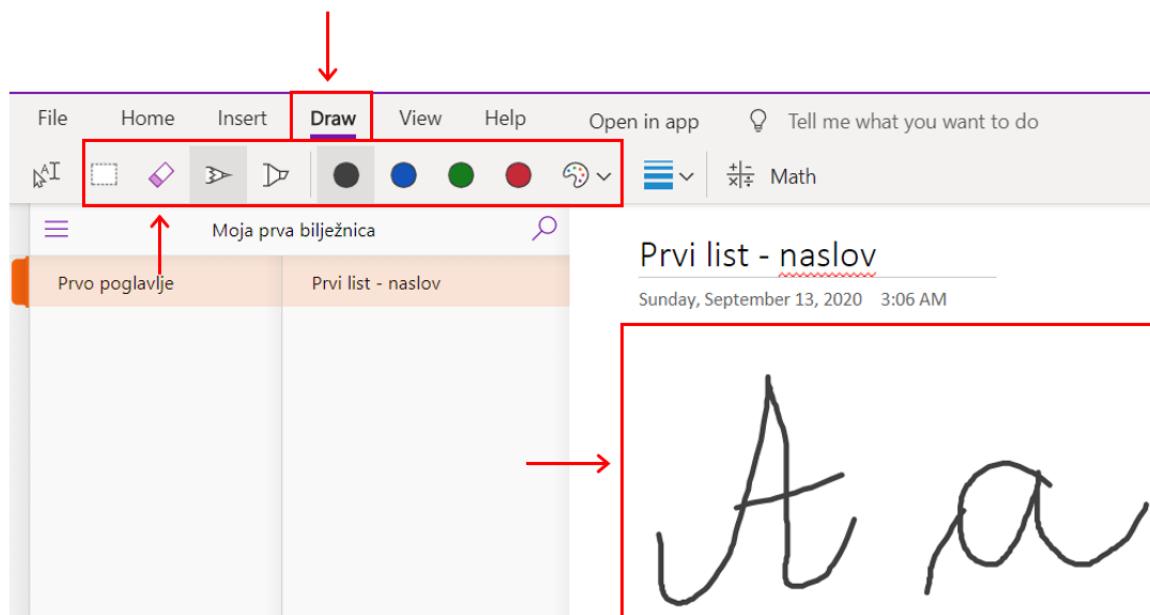 File Home Insert Draw View Help Open in app Tell me what you want to do
Math
Moja prva bilježnica
Prvo poglavlje
Prvi list - naslov
Prvi list - naslov
Sunday, September 13, 2020 3:06 AM
A a